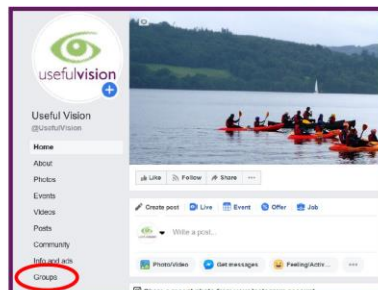 usefulvision
Useful Vision
@UsefulVision
Home
About
Photos
Events
Videos
Posts
Community
Info and ads
Groups
Like Follow Share
Create post Live Event Offer Job
usefulvision
Write a post...
Photo/Video Get messages Feeling/Activ...